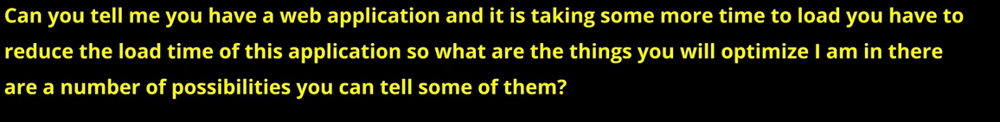 Can you tell me you have a web application and it is taking some more time to load you have to
reduce the load time of this application so what are the things you will optimize I am in there
are a number of possibilities you can tell some of them?